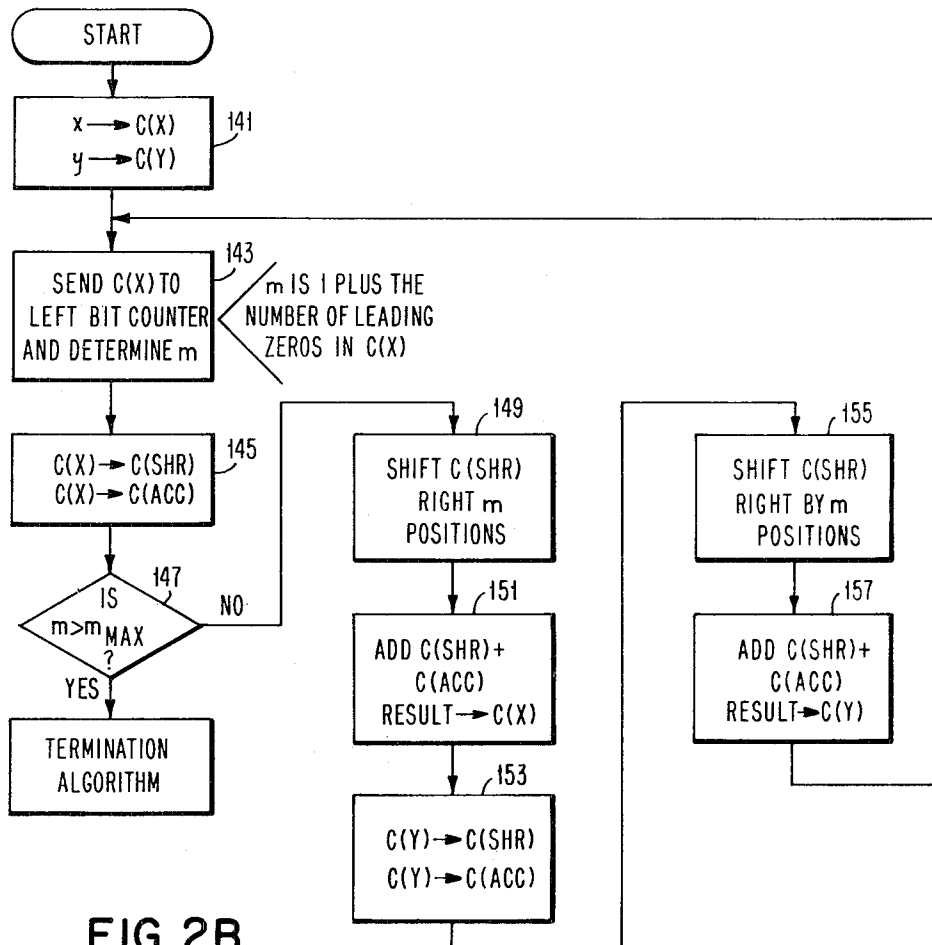 START
x → C(X)
y → C(Y)
141
143
SEND C(X) TO
LEFT BIT COUNTER
AND DETERMINE m
m IS 1 PLUS THE
NUMBER OF LEADING
ZEROS IN C(X)
145
C(X) → C(SHR)
C(X) → C(ACC)
147
IS
m>m MAX
?
NO
YES
TERMINATION
ALGORITHM
149
SHIFT C(SHR)
RIGHT m
POSITIONS
151
ADD C(SHR)+
C(ACC)
RESULT → C(X)
153
C(Y) → C(SHR)
C(Y) → C(ACC)
155
SHIFT C(SHR)
RIGHT BY m
POSITIONS
157
ADD C(SHR)+
C(ACC)
RESULT → C(Y)
FIG. 2B